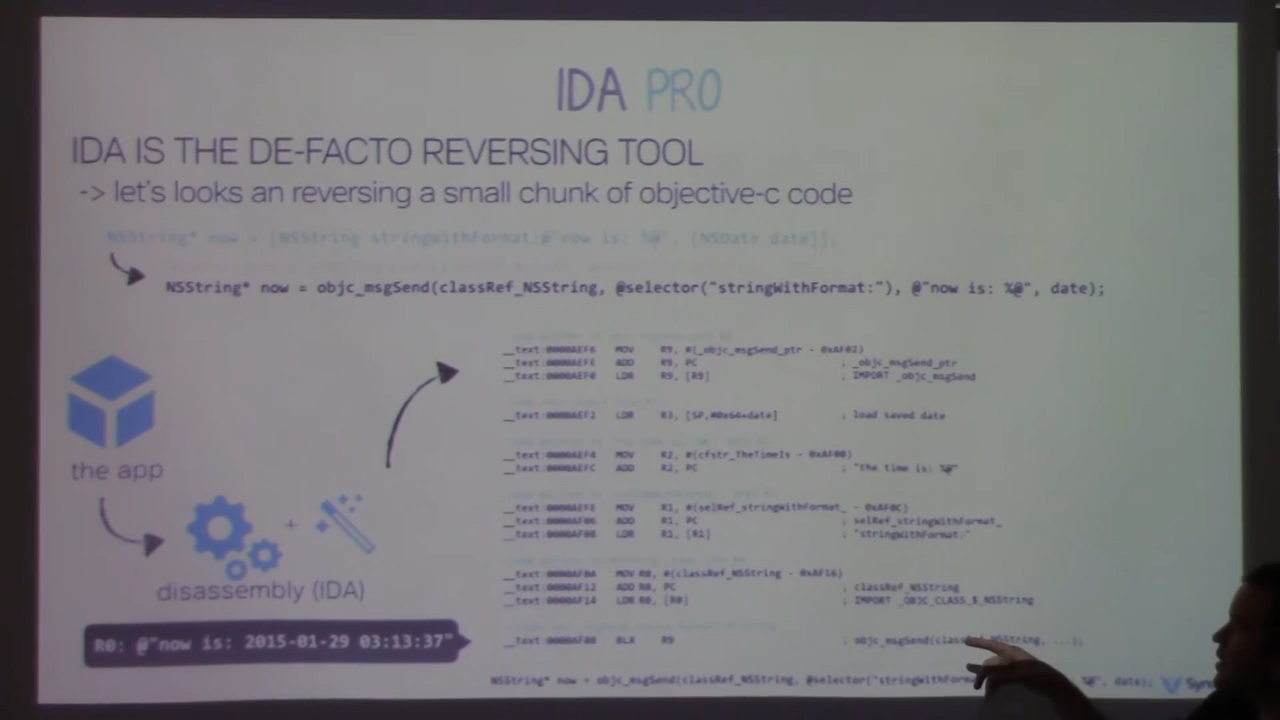 IDA PRO
IDA IS THE DE-FACTO REVERSING TOOL
-> let's looks an reversing a small chunk of objective-c code
NSString* now = [NSString stringWithFormat:@"now is: %@", [NSDate date]];
NSString* now = objc_msgSend(classRef_NSString, @selector("stringWithFormat:"), @"now is: %@", date);
__text:0000AEF6 MOV R9, #(_objc_msgSend_ptr - 0xAF02)
__text:0000AEFE ADD R9, PC ; _objc_msgSend_ptr
__text:0000AEF0 LDR R9, [R9] ; IMPORT _objc_msgSend
__text:0000AEF2 LDR R3, [SP,#0x64+date] ; load saved date
__text:0000AEF4 MOV R2, #(cfstr_TheTimeIs - 0xAF00)
__text:0000AEFC ADD R2, PC ; "the time is: %@"
__text:0000AEFE MOV R1, #(selRef_stringWithFormat_ - 0xAF0C)
__text:0000AF06 ADD R1, PC ; selRef_stringWithFormat_
__text:0000AF08 LDR R1, [R1] ; "stringWithFormat:"
__text:0000AF0A MOV R0, #(classRef_NSString - 0xAF16)
__text:0000AF12 ADD R0, PC ; classRef_NSString
__text:0000AF14 LDR R0, [R0] ; IMPORT _OBJC_CLASS_$_NSString
__text:0000AF80 BLX R9 ; objc_msgSend(classRef_NSString, ...);
NSString* now = objc_msgSend(classRef_NSString, @selector("stringWithForma %@", date);
the app
+
disassembly (IDA)
R0: @"now is: 2015-01-29 03:13:37"